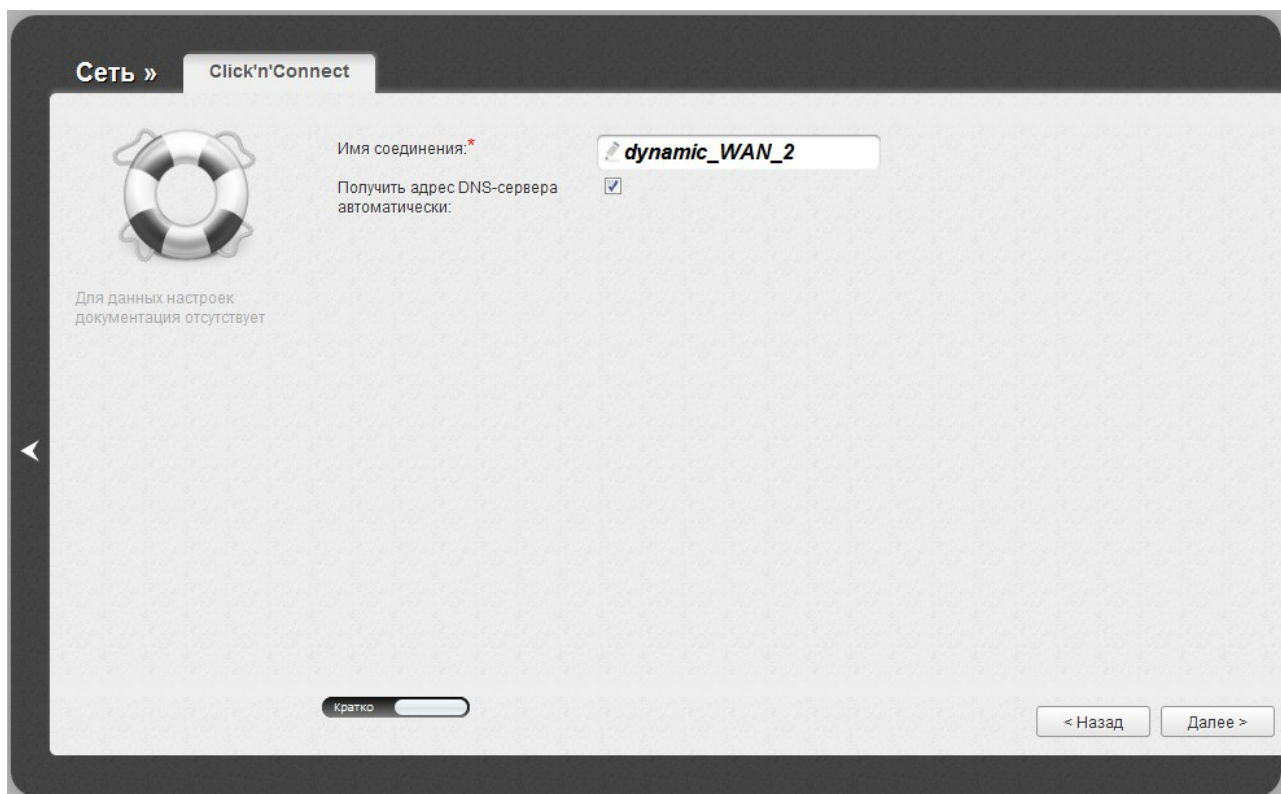 Сеть »
Click'n'Connect
Имя соединения:*
dynamic_WAN_2
Получить адрес DNS-сервера
автоматически:
Для данных настроек
документация отсутствует
Кратко
< Назад
Далее >